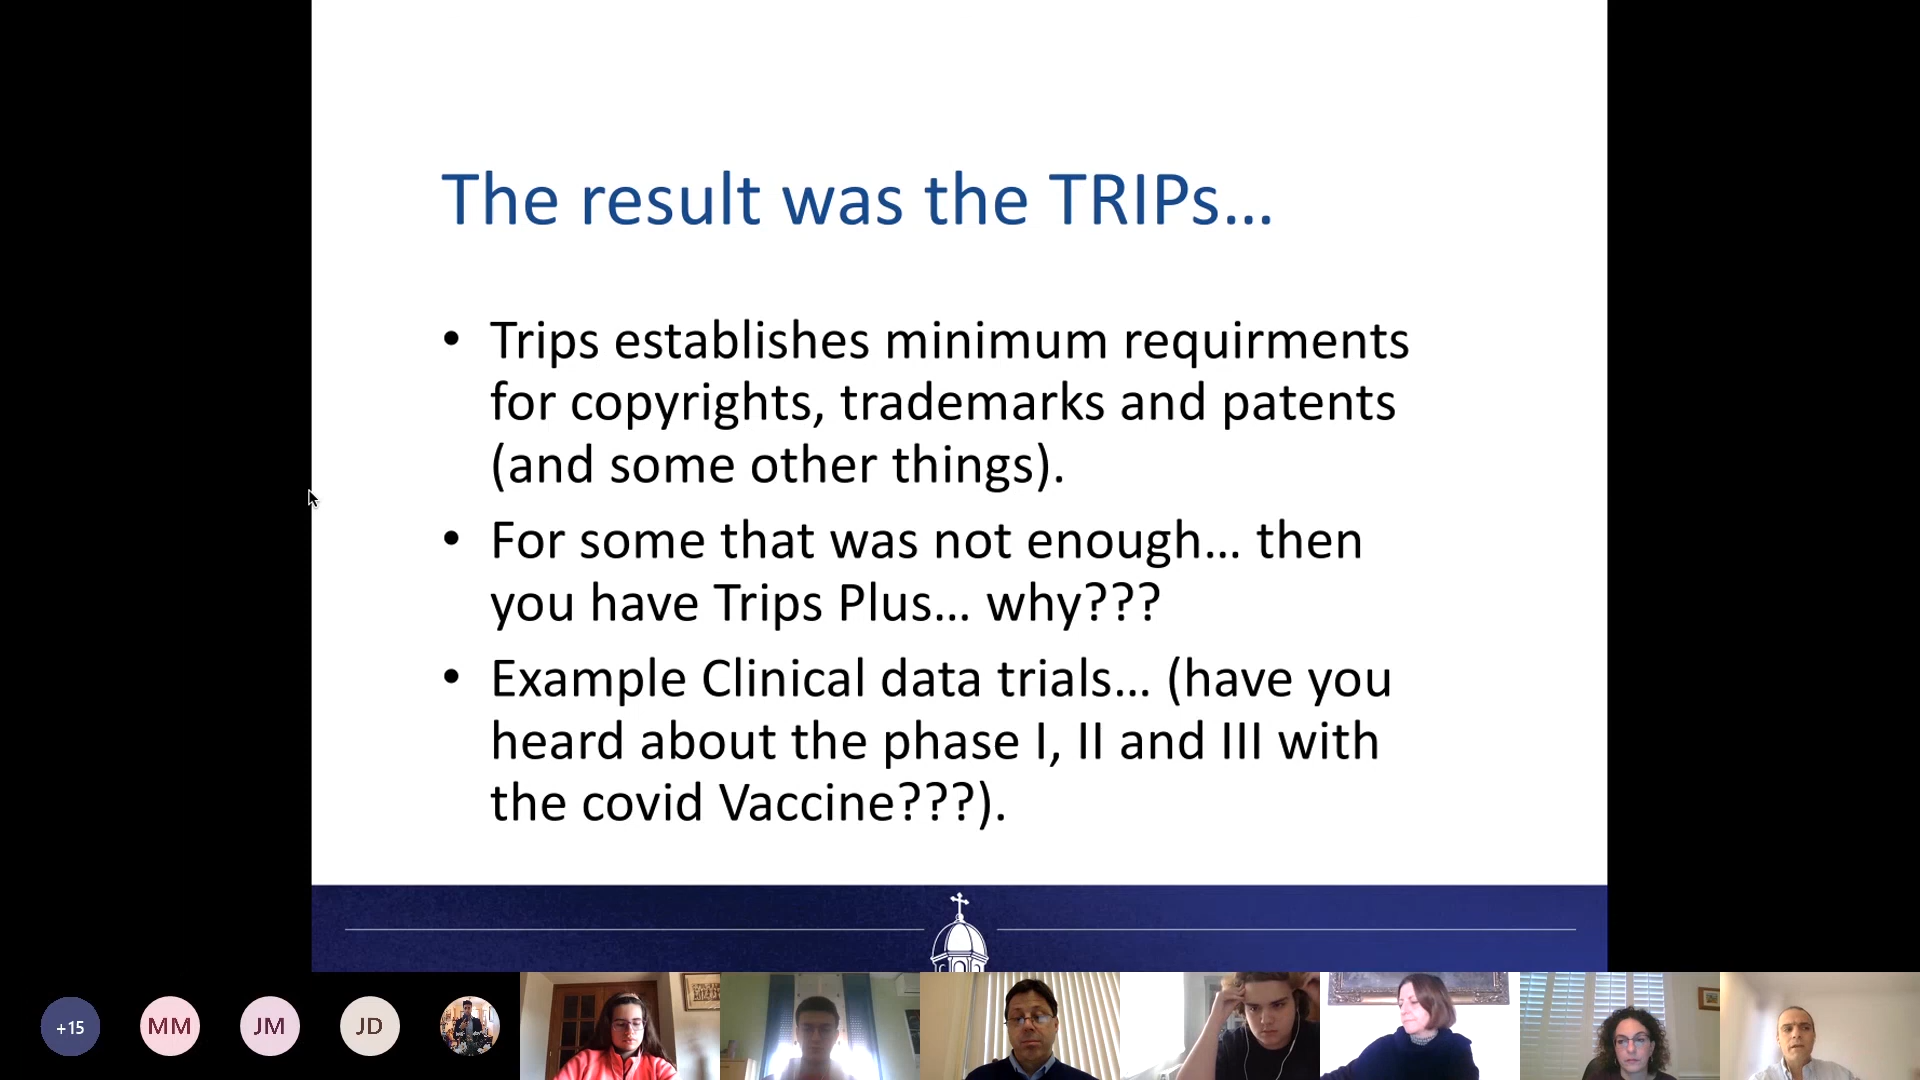 The result was the TRIPs...
• Trips establishes minimum requirments
for copyrights, trademarks and patents
(and some other things).
• For some that was not enough... then
you have Trips Plus... why???
• Example Clinical data trials... (have you
heard about the phase I, II and III with
the covid Vaccine???).
+15
MM
JM
JD